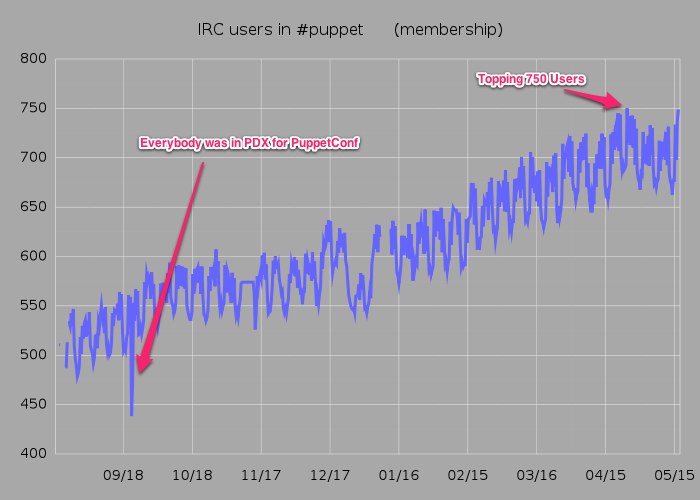 IRC users in #puppet (membership)
800
Topping 750 Users
750
Everybody was in PDX for PuppetConf
700
650
600
550
500
450
400
09/18 10/18 11/17 12/17 01/16 02/15 03/16 04/15 05/15